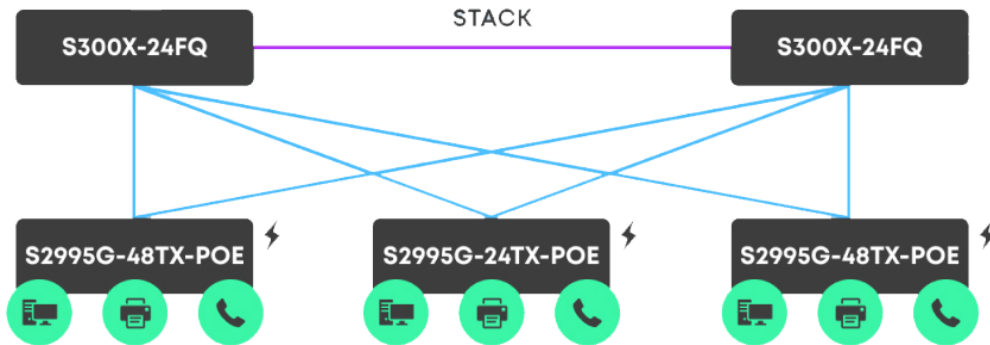 STACK
S300X-24FQ
S300X-24FQ
S2995G-48TX-POE
S2995G-24TX-POE
S2995G-48TX-POE